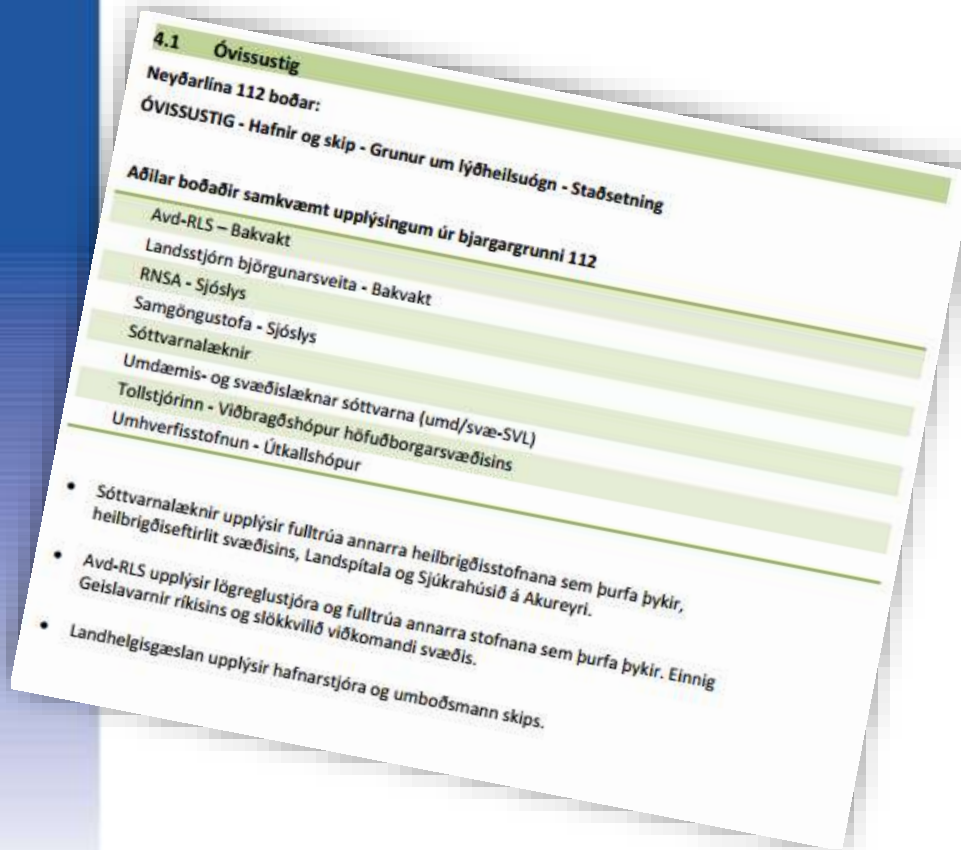 4.1 Óvissustig
Neyðarlína 112 boðar:
ÓVISSUSTIG - Hafnir og skip - Grunur um lýðheilsuógn - Staðsetning
Aðilar boðaðir samkvæmt upplýsingum úr bjargargrunni 112
Avd-RLS – Bakvakt
Landsstjórn björgunarsveita - Bakvakt
RNSA - Sjóslys
Samgöngustofa - Sjóslys
Sóttvarnalæknir
Umdæmis- og svæðislæknar sóttvarna (umd/svæ-SVL)
Tollstjórinn - Viðbragðshópur höfuðborgarsvæðisins
Umhverfisstofnun - Útkallshópur
• Sóttvarnalæknir upplýsir fulltrúa annarra heilbrigðisstofnana sem þurfa þykir,
heilbrigðiseftirlit svæðisins, Landspítala og Sjúkrahúsið á Akureyri.
• Avd-RLS upplýsir lögreglustjóra og fulltrúa annarra stofnana sem þurfa þykir. Einnig
Geislavarnir ríkisins og slökkvilið viðkomandi svæðis.
• Landhelgisgæslan upplýsir hafnarstjóra og umboðsmann skips.